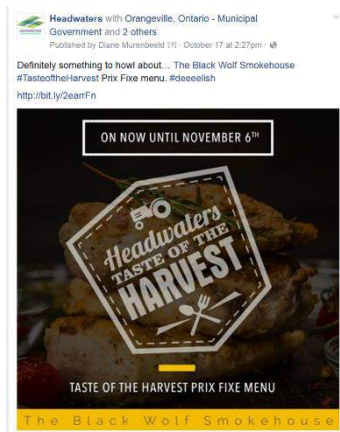 Headwaters with Orangeville, Ontario - Municipal
Government and 2 others
Published by Diane Murenbeeld · October 17 at 2:27pm ·
Definitely something to howl about… The Black Wolf Smokehouse
#TasteoftheHarvest Prix Fixe menu. #deeeelish
http://bit.ly/2earrFn
ON NOW UNTIL NOVEMBER 6TH
Headwaters
TASTE OF THE
HARVEST
TASTE OF THE HARVEST PRIX FIXE MENU
The Black Wolf Smokehouse